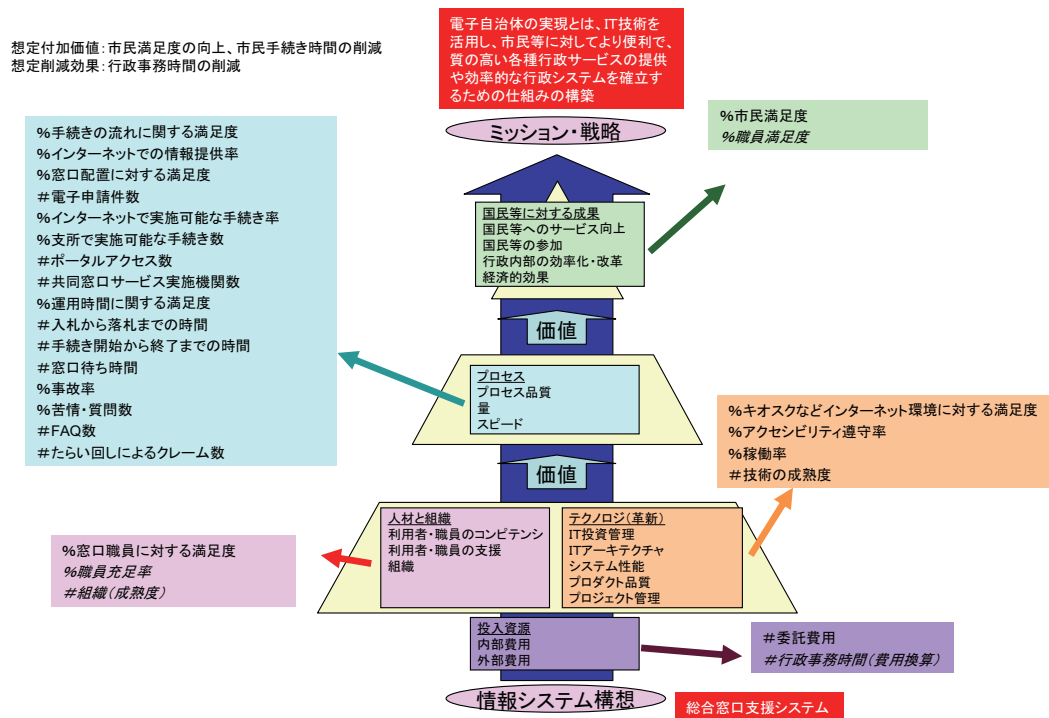 電子自治体の実現とは、IT技術を
活用し、市民等に対してより便利で、
質の高い各種行政サービスの提供
や効率的な行政システムを確立す
るための仕組みの構築
想定付加価値:市民満足度の向上、市民手続き時間の削減
想定削減効果:行政事務時間の削減
ミッション・戦略
%市民満足度
%職員満足度
%手続きの流れに関する満足度
%インターネットでの情報提供率
%窓口配置に対する満足度
#電子申請件数
%インターネットで実施可能な手続き率
%支所で実施可能な手続き数
#ポータルアクセス数
#共同窓口サービス実施機関数
%運用時間に関する満足度
#入札から落札までの時間
#手続き開始から終了までの時間
#窓口待ち時間
%事故率
%苦情・質問数
#FAQ数
#たらい回しによるクレーム数
国民等に対する成果
国民等へのサービス向上
国民等の参加
行政内部の効率化・改革
経済的効果
価値
プロセス
プロセス品質
量
スピード
%キオスクなどインターネット環境に対する満足度
%アクセシビリティ遵守率
%稼働率
#技術の成熟度
価値
人材と組織
利用者・職員のコンピテンシ
利用者・職員の支援
組織
テクノロジ(革新)
IT投資管理
ITアーキテクチャ
システム性能
プロダクト品質
プロジェクト管理
%窓口職員に対する満足度
%職員充足率
#組織(成熟度)
投入資源
内部費用
外部費用
#委託費用
#行政事務時間(費用換算)
情報システム構想
総合窓口支援システム